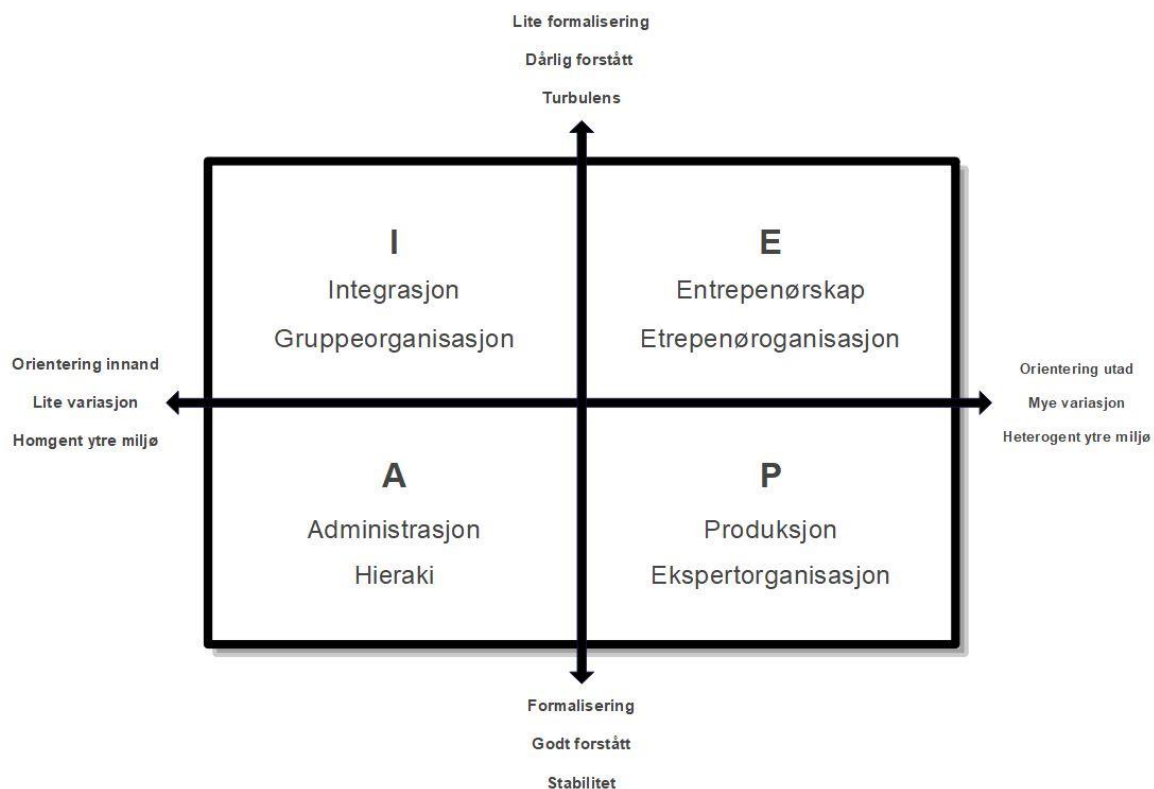 Lite formalisering
Dårlig forstått
Turbulens
I
Integrasjon
Gruppeorganisasjon
E
Entrepenørskap
Etrepenøroganisasjon
Orientering innand
Lite variasjon
Homgent ytre miljø
Orientering utad
Mye variasjon
Heterogent ytre miljø
A
Administrasjon
Hieraki
P
Produksjon
Ekspertorganisasjon
Formalisering
Godt forstått
Stabilitet